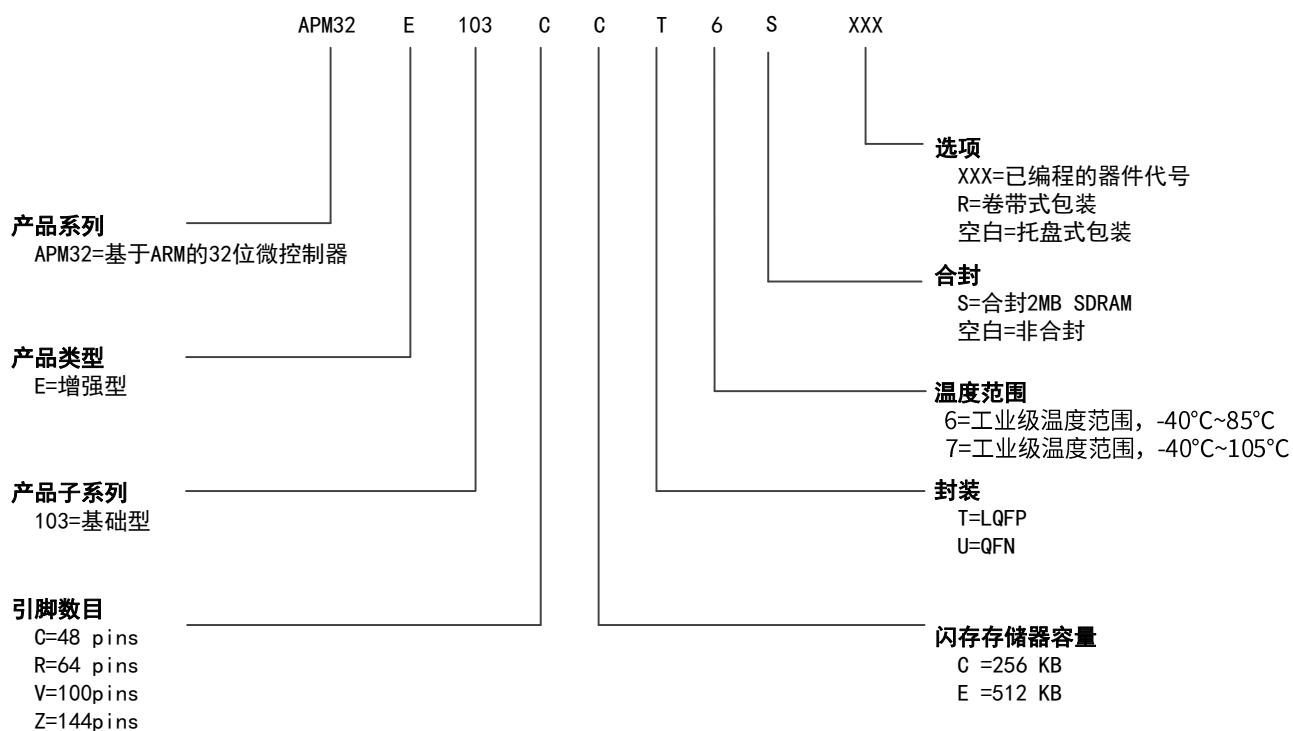 APM32 E 103 C C T 6 S XXX
产品系列
APM32=基于ARM的32位微控制器
产品类型
E=增强型
产品子系列
103=基础型
引脚数目
C=48 pins
R=64 pins
V=100pins
Z=144pins
选项
XXX=已编程的器件代号
R=卷带式包装
空白=托盘式包装
合封
S=合封2MB SDRAM
空白=非合封
温度范围
6=工业级温度范围，-40℃~85℃
7=工业级温度范围，-40℃~105℃
封装
T=LQFP
U=QFN
闪存存储器容量
C =256 KB
E =512 KB